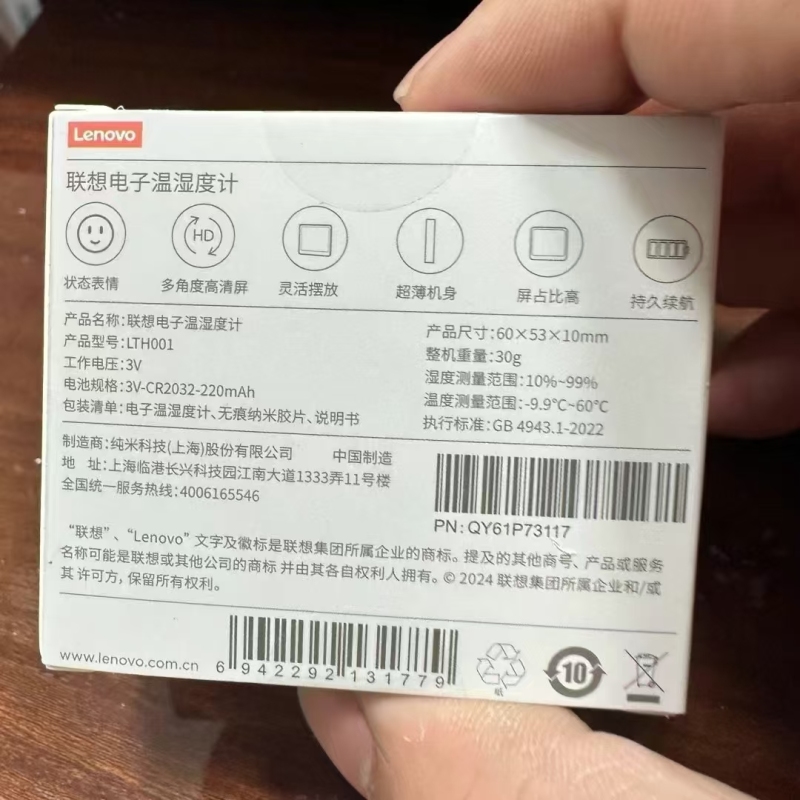 Lenovo
联想电子温湿度计
HD
状态表情
多角度高清屏
灵活摆放
超薄机身
屏占比高
持久续航
产品名称:联想电子温湿度计
产品型号:LTH001
工作电压:3V
电池规格:3V-CR2032-220mAh
包装清单:电子温湿度计、无痕纳米胶片、说明书
产品尺寸:60×53×10mm
整机重量:30g
湿度测量范围:10%~99%
温度测量范围:-9.9℃~60℃
执行标准:GB 4943.1-2022
制造商:纯米科技(上海)股份有限公司 中国制造
地 址:上海临港长兴科技园江南大道1333弄11号楼
全国统一服务热线:4006165546
PN:QY61P73117
“联想”、“Lenovo”文字及徽标是联想集团所属企业的商标。提及的其他商号、产品或服务
名称可能是联想或其他公司的商标并由其各自权利人拥有。© 2024 联想集团所属企业和/或
其许可方,保留所有权利。
www.lenovo.com.cn
6 942292 131779
纸
10